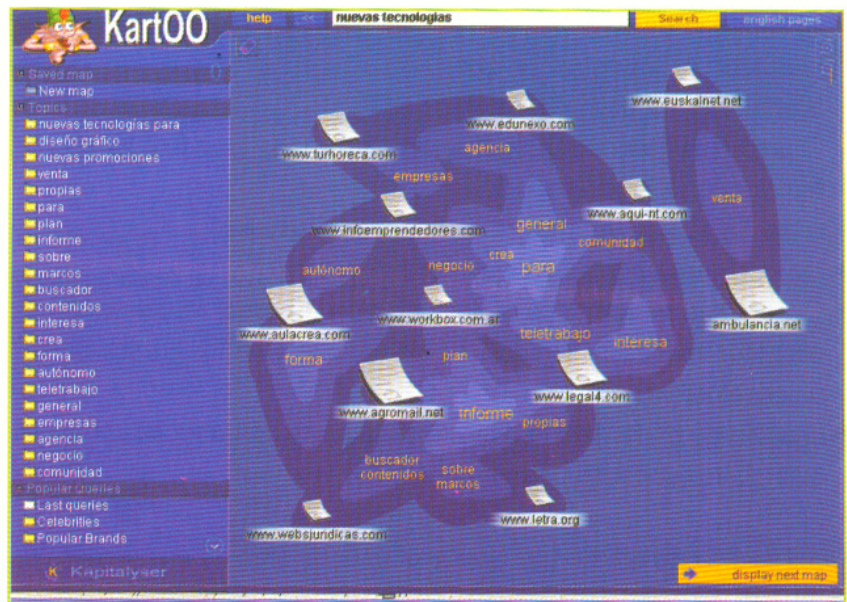 KartOO
help << nuevas tecnologías Search english pages
Saved map
New map
Topics
nuevas tecnologías para
diseño gráfico
nuevas promociones
venta
propias
para
plan
informe
sobre
marcos
buscador
contenidos
interesa
crea
forma
autónomo
teletrabajo
general
empresas
agencia
negocio
comunidad
Popular Queries
Last queries
Celebrities
Popular Brands
K Kapitalyser
www.euskalnet.net
www.edunexo.com
www.turhoreca.com
agencia
empresas
www.aqui-nt.com
venta
www.infoemprendedores.com
general
comunidad
crea
autónomo
negocio
para
www.workbox.com.ar
www.aulacrea.com
ambulancia.net
teletrabajo
interesa
forma
plan
www.legal4.com
www.agromail.net
informe
propias
buscador
contenidos
sobre
marcos
www.letra.org
www.websjuridicas.com
display next map